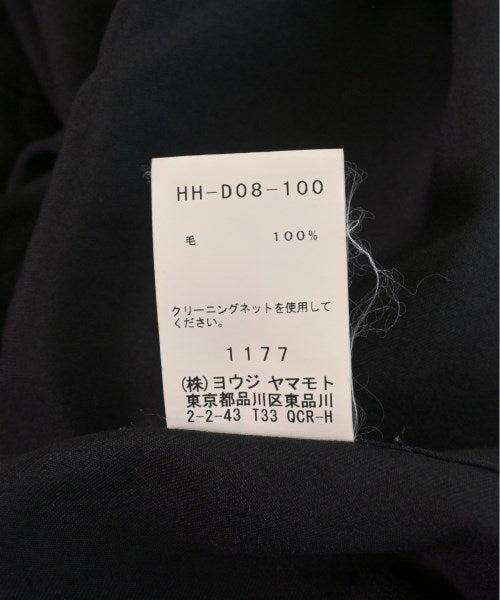 HH-D08-100
毛 100%
クリーニングネットを使用して
ください。
1177
(株)ヨウジ ヤマモト
東京都品川区東品川
2-2-43 T33 QCR-H